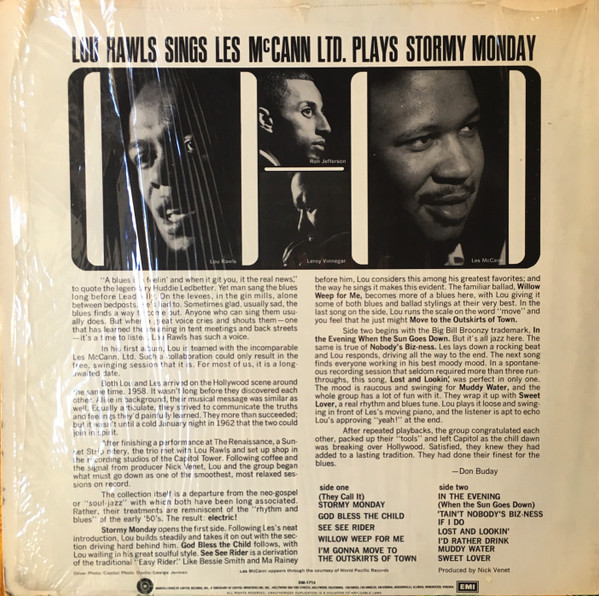 LOU RAWLS SINGS LES McCANN LTD. PLAYS STORMY MONDAY
Ron Jefferson
Lou Rawls
Leroy Vinnegar
Les McCann
"A blues is a feelin' and when it git you, it the real news,"
to quote the legendary Huddie Ledbetter. Yet man sang the blues
long before Leadbelly. On the levees, in the gin mills, alone
between bedposts, he had to. Sometimes glad, usually sad, the
blues finds a way to come out. Anyone who can sing them usu-
ally does. But when a great voice cries and shouts—one
that has learned the meaning in tent meetings and back streets
—it's a time to listen. Lou Rawls has such a voice.
In his first album, Lou is teamed with the incomparable
Les McCann, Ltd. Such a collaboration could only result in the
free, swinging session that it is. For most of us, it is a long-
awaited date.
Both Lou and Les arrived on the Hollywood scene around
the same time, 1958. It wasn't long before they discovered each
other. Alike in background, their musical message was similar as
well. Equally articulate, they strived to communicate the truths
and feelings they'd painfully learned. They more than succeeded;
but it wasn't until a cold January night in 1962 that the two could
join in spirit.
After finishing a performance at The Renaissance, a Sun-
set Strip nitery, the trio met with Lou Rawls and set up shop in
the recording studios of the Capitol Tower. Following coffee and
the signal from producer Nick Venet, Lou and the group began
what must go down as one of the smoothest, most relaxed ses-
sions on record.
The collection itself is a departure from the neo-gospel
or "soul-jazz" with which both have been long associated.
Rather, their treatments are reminiscent of the "rhythm and
blues" of the early '50's. The result: electric!
Stormy Monday opens the first side. Following Les's neat
introduction, Lou builds steadily and takes it on out with the sec-
tion driving hard behind him. God Bless the Child follows, with
Lou wailing in his great soulful style. See See Rider is a derivation
of the traditional "Easy Rider." Like Bessie Smith and Ma Rainey
before him, Lou considers this among his greatest favorites; and
the way he sings it makes this evident. The familiar ballad, Willow
Weep for Me, becomes more of a blues here, with Lou giving it
some of both blues and ballad stylings at their very best. In the
last song on the side, Lou runs the scale on the word "move" and
you feel that he just might Move to the Outskirts of Town.
Side two begins with the Big Bill Broonzy trademark, In
the Evening When the Sun Goes Down. But it's all jazz here. The
same is true of Nobody's Biz-ness. Les lays down a rocking beat
and Lou responds, driving all the way to the end. The next song
finds everyone working in his best moody mood. In a spontane-
ous recording session that seldom required more than three run-
throughs, this song, Lost and Lookin', was perfect in only one.
The mood is raucous and swinging for Muddy Water, and the
whole group has a lot of fun with it. They wrap it up with Sweet
Lover, a real rhythm and blues tune. Lou plays it loose and swing-
ing in front of Les's moving piano, and the listener is apt to echo
Lou's approving "yeah!" at the end.
After repeated playbacks, the group congratulated each
other, packed up their "tools" and left Capitol as the chill dawn
was breaking over Hollywood. Satisfied, they knew they had
added to a lasting tradition. They had done their finest for the
blues.
—Don Buday
side one
(They Call It)
STORMY MONDAY
GOD BLESS THE CHILD
SEE SEE RIDER
WILLOW WEEP FOR ME
I'M GONNA MOVE TO
THE OUTSKIRTS OF TOWN
side two
IN THE EVENING
(When the Sun Goes Down)
'TAIN'T NOBODY'S BIZ-NESS
IF I DO
LOST AND LOOKIN'
I'D RATHER DRINK
MUDDY WATER
SWEET LOVER
Cover Photo: Capitol Photo Studio-George Jerman
Les McCann appears through the courtesy of World Pacific Records
Produced by Nick Venet
SM-1714
EMI